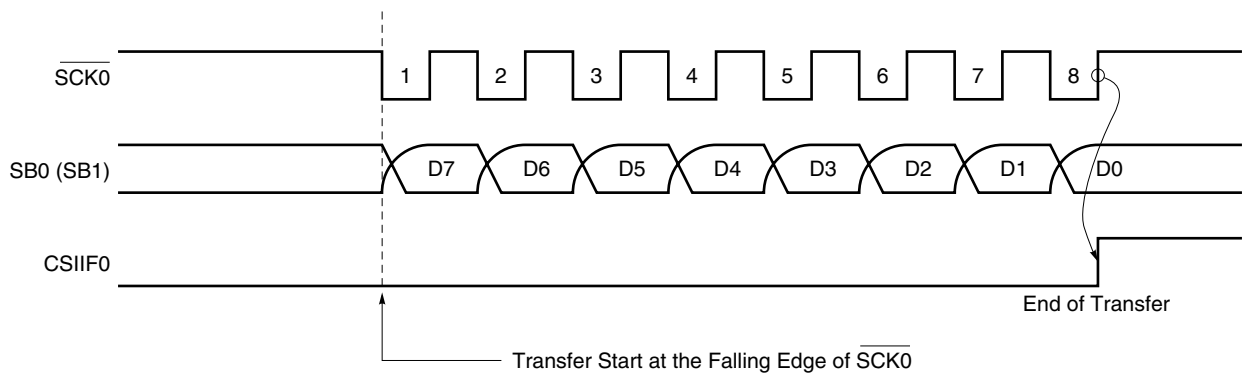 SCK0
1 2 3 4 5 6 7 8
SB0 (SB1)
D7 D6 D5 D4 D3 D2 D1 D0
CSIIF0
End of Transfer
Transfer Start at the Falling Edge of SCK0